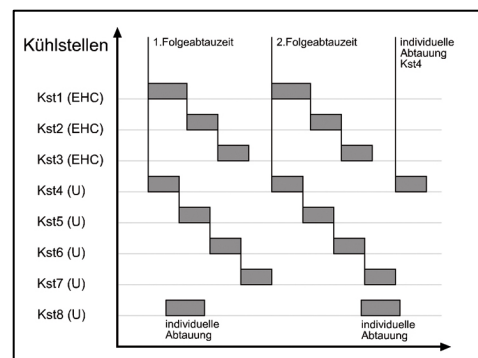 Kühlstellen
1.Folgeabtauzeit
2.Folgeabtauzeit
individuelle
Abtauung
Kst4
Kst1 (EHC)
Kst2 (EHC)
Kst3 (EHC)
Kst4 (U)
Kst5 (U)
Kst6 (U)
Kst7 (U)
Kst8 (U)
individuelle
Abtauung
individuelle
Abtauung